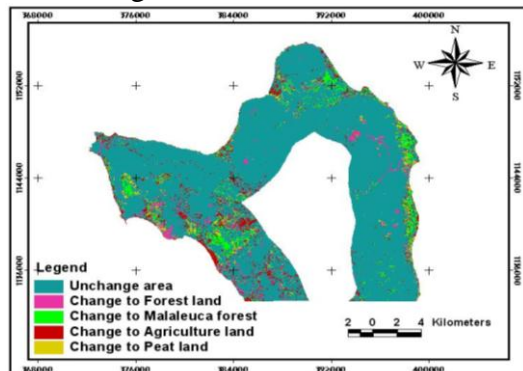 368000 376000 384000 392000 400000
N
W E
S
1152000 1152000
1144000 1144000
1136000 1136000
Legend
Unchange area
Change to Forest land
Change to Malaleuca forest
Change to Agriculture land
Change to Peat land
2 0 2 4 Kilometers
368000 376000 384000 392000 400000